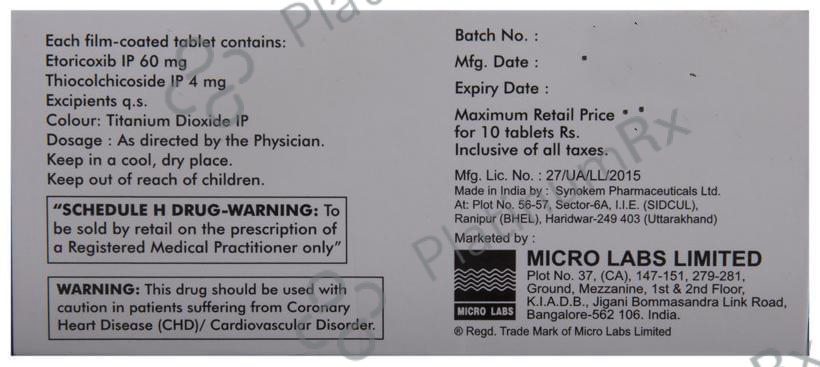 Each film-coated tablet contains:
Etoricoxib IP 60 mg
Thiocolchicoside IP 4 mg
Excipients q.s.
Colour: Titanium Dioxide IP
Dosage : As directed by the Physician.
Keep in a cool, dry place.
Keep out of reach of children.
"SCHEDULE H DRUG-WARNING: To
be sold by retail on the prescription of
a Registered Medical Practitioner only"
WARNING: This drug should be used with
caution in patients suffering from Coronary
Heart Disease (CHD)/ Cardiovascular Disorder.
Batch No. :
Mfg. Date :
Expiry Date :
Maximum Retail Price
for 10 tablets Rs.
Inclusive of all taxes.
Mfg. Lic. No. : 27/UA/LL/2015
Made in India by : Synokem Pharmaceuticals Ltd.
At: Plot No. 56-57, Sector-6A, I.I.E. (SIDCUL),
Ranipur (BHEL), Haridwar-249 403 (Uttarakhand)
Marketed by :
MICRO LABS
MICRO LABS LIMITED
Plot No. 37, (CA), 147-151, 279-281,
Ground, Mezzanine, 1st & 2nd Floor,
K.I.A.D.B., Jigani Bommasandra Link Road,
Bangalore-562 106. India.
® Regd. Trade Mark of Micro Labs Limited
PlatinumRx